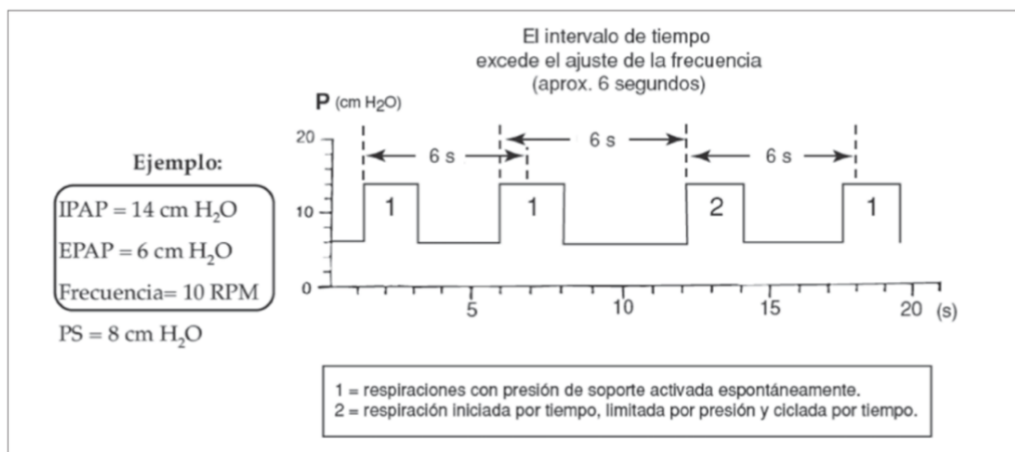 El intervalo de tiempo
excede el ajuste de la frecuencia
(aprox. 6 segundos)
P (cm H₂O)
20
10
0
6 s
6 s
6 s
1
1
2
1
5
10
15
20 (s)
Ejemplo:
IPAP = 14 cm H₂O
EPAP = 6 cm H₂O
Frecuencia= 10 RPM
PS = 8 cm H₂O
1 = respiraciones con presión de soporte activada espontáneamente.
2 = respiración iniciada por tiempo, limitada por presión y ciclada por tiempo.